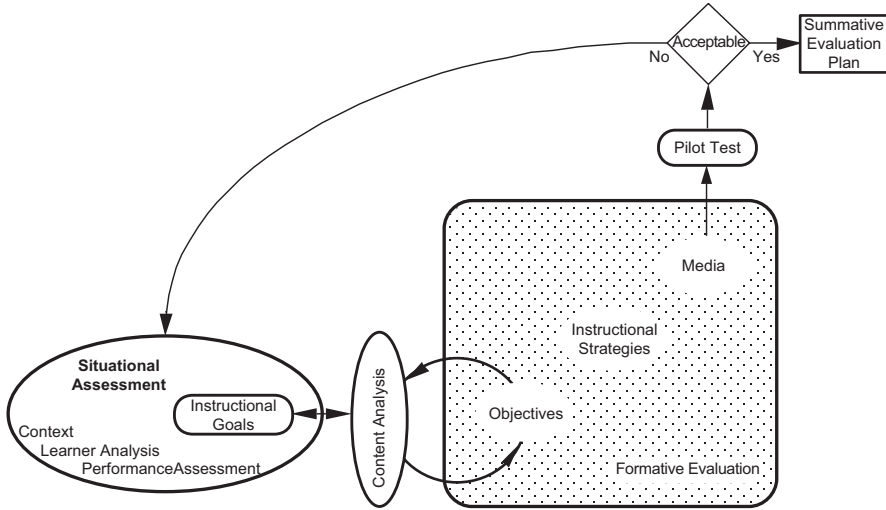 Summative
Evaluation
Plan
Acceptable
No
Yes
Pilot Test
Media
Instructional
Strategies
Situational
Assessment
Instructional
Goals
Content Analysis
Objectives
Context
Learner Analysis
PerformanceAssessment
Formative Evaluation